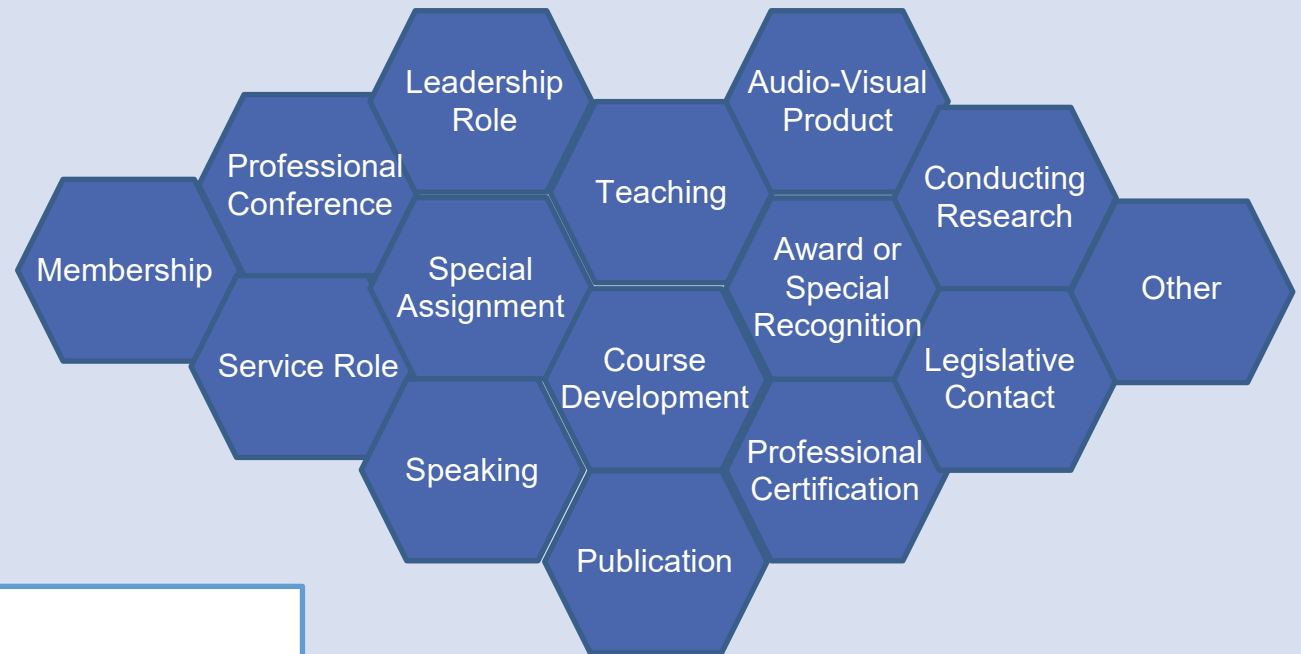 Leadership
Role
Audio-Visual
Product
Professional
Conference
Teaching
Conducting
Research
Membership
Special
Assignment
Award or
Special
Recognition
Other
Service Role
Course
Development
Legislative
Contact
Speaking
Professional
Certification
Publication